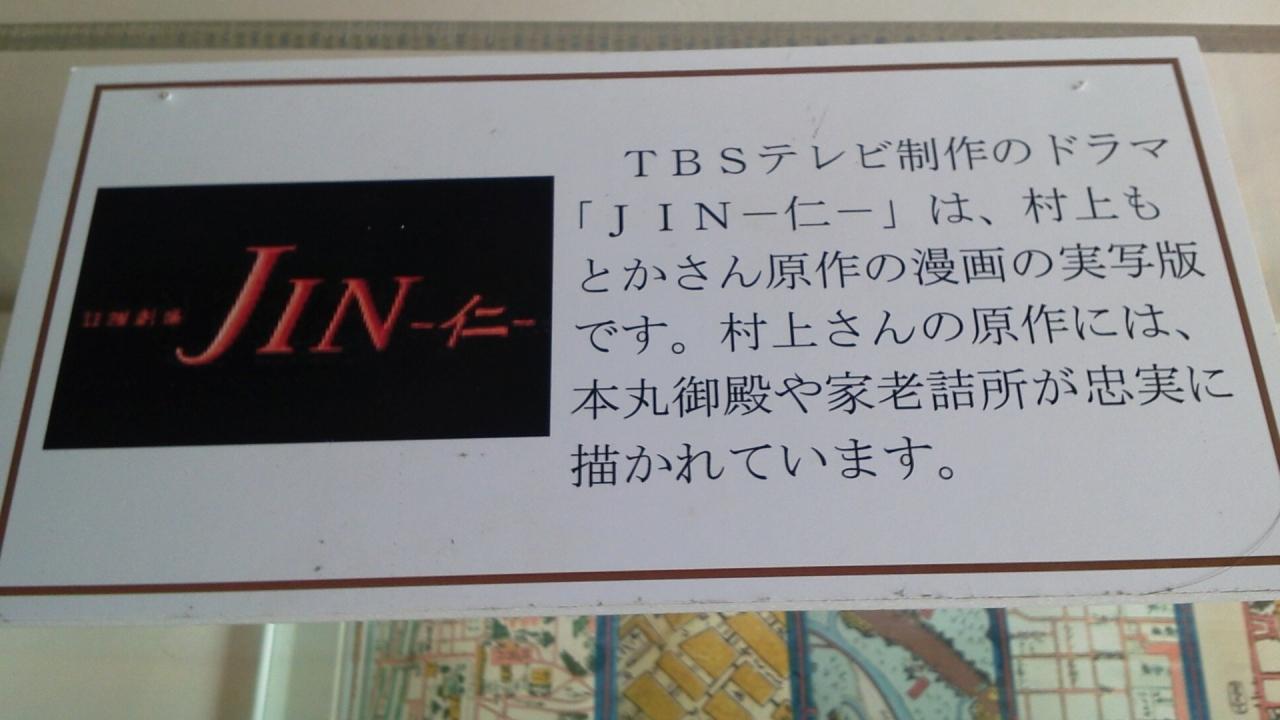 日曜劇場 JIN－仁－
ＴＢＳテレビ制作のドラマ
「ＪＩＮ－仁－」は、村上も
とかさん原作の漫画の実写版
です。村上さんの原作には、
本丸御殿や家老詰所が忠実に
描かれています。